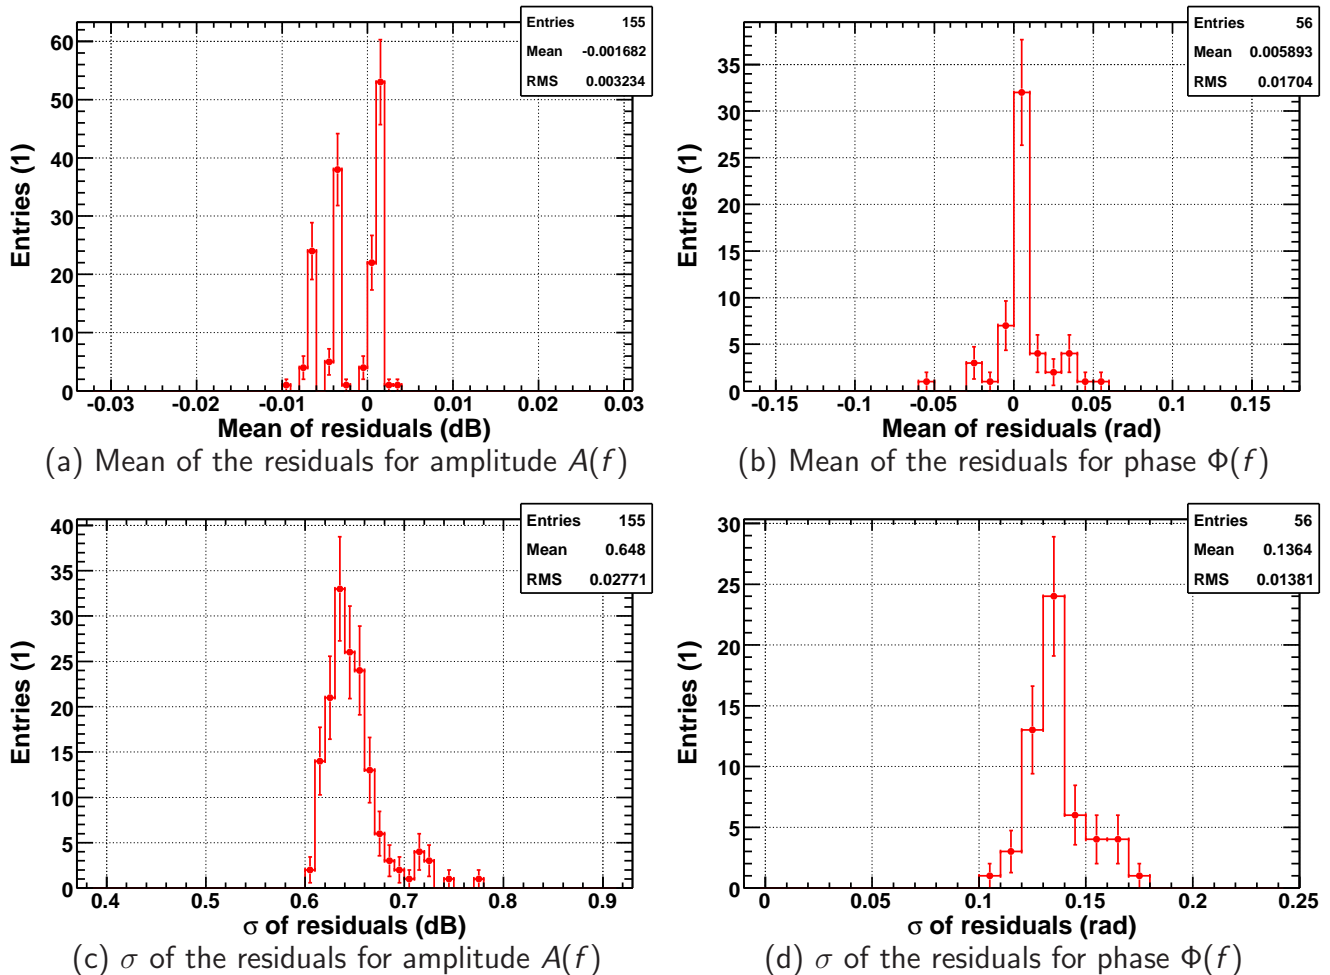 Entries 155
Mean -0.001682
RMS 0.003234
Entries (1)
60
50
40
30
20
10
0
-0.03 -0.02 -0.01 0 0.01 0.02 0.03
Mean of residuals (dB)
(a) Mean of the residuals for amplitude A(f)
Entries 56
Mean 0.005893
RMS 0.01704
Entries (1)
35
30
25
20
15
10
5
0
-0.15 -0.1 -0.05 0 0.05 0.1 0.15
Mean of residuals (rad)
(b) Mean of the residuals for phase Φ(f)
Entries 155
Mean 0.648
RMS 0.02771
Entries (1)
40
35
30
25
20
15
10
5
0
0.4 0.5 0.6 0.7 0.8 0.9
σ of residuals (dB)
(c) σ of the residuals for amplitude A(f)
Entries 56
Mean 0.1364
RMS 0.01381
Entries (1)
30
25
20
15
10
5
0
0 0.05 0.1 0.15 0.2 0.25
σ of residuals (rad)
(d) σ of the residuals for phase Φ(f)